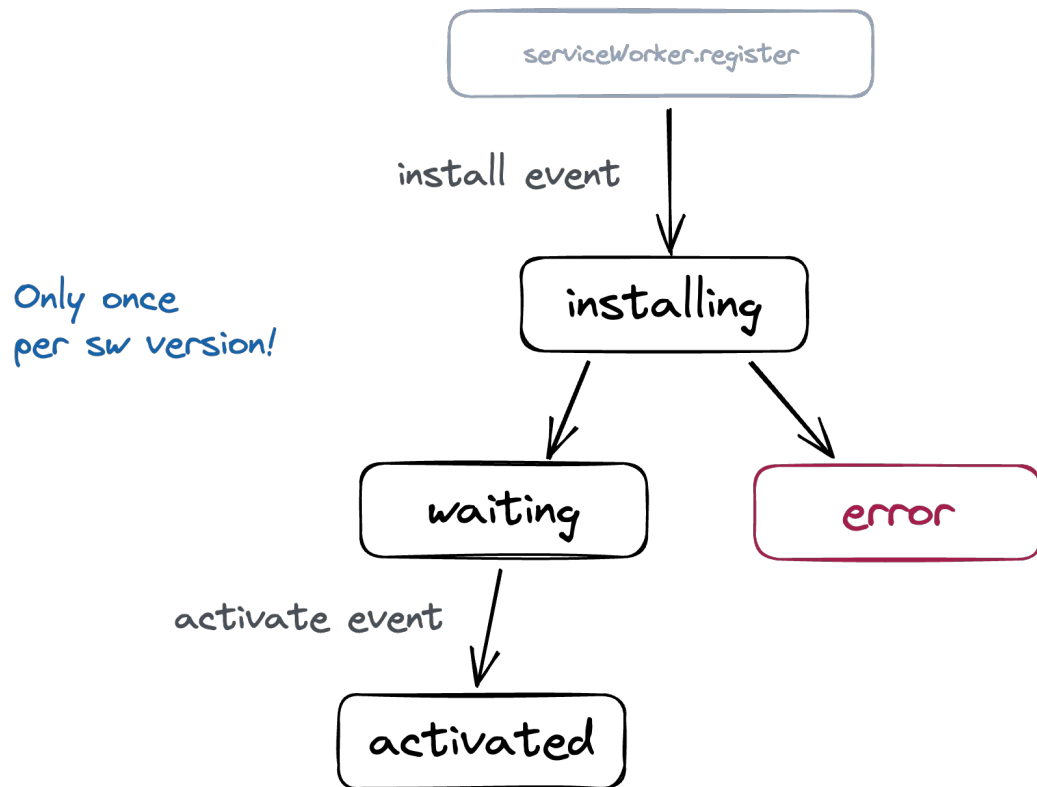 serviceWorker.register
install event
installing
Only once
per sw version!
waiting
error
activate event
activated